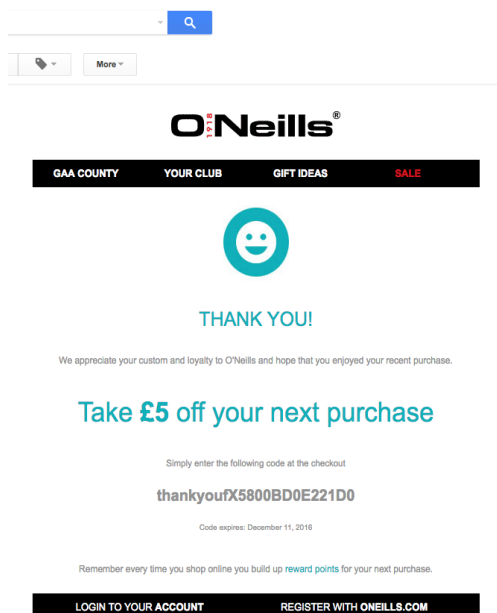 More
O'Neills®
1918
GAA COUNTY YOUR CLUB GIFT IDEAS SALE
THANK YOU!
We appreciate your custom and loyalty to O'Neills and hope that you enjoyed your recent purchase.
Take £5 off your next purchase
Simply enter the following code at the checkout
thankyoufX5800BD0E221D0
Code expires: December 11, 2016
Remember every time you shop online you build up reward points for your next purchase.
LOGIN TO YOUR ACCOUNT REGISTER WITH ONEILLS.COM